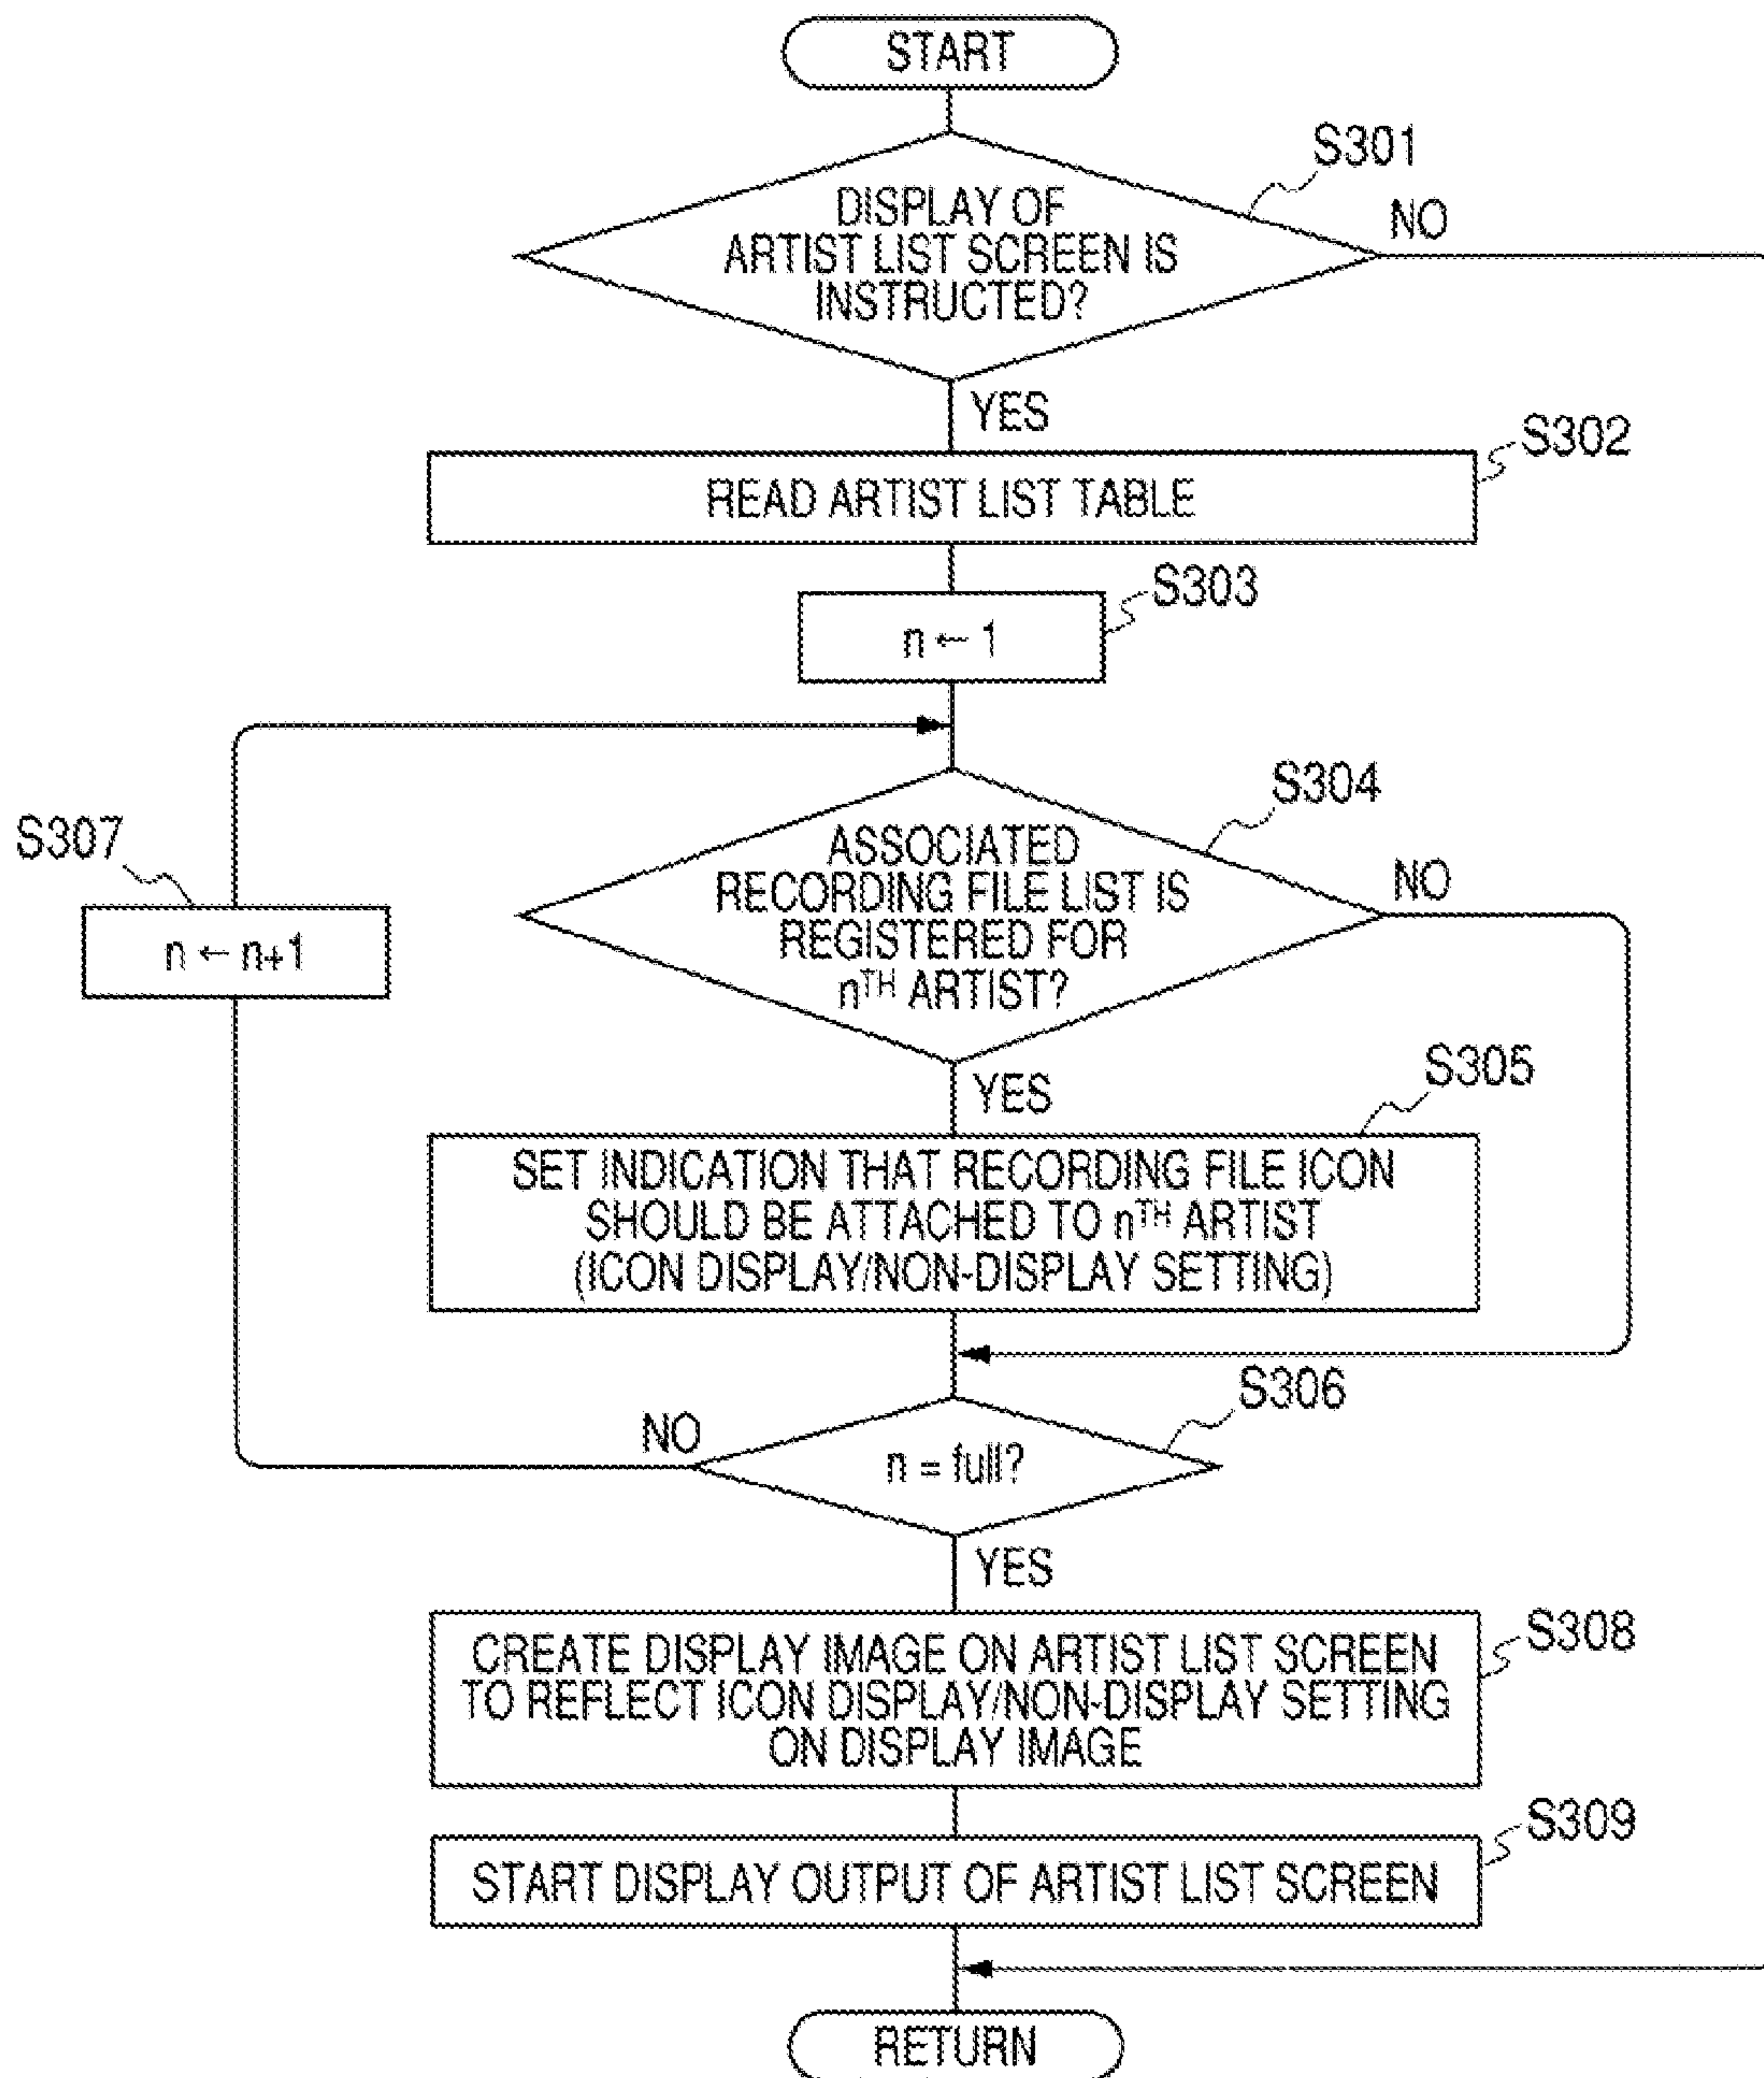 START
S301
DISPLAY OF
ARTIST LIST SCREEN IS
INSTRUCTED?
NO
YES
S302
READ ARTIST LIST TABLE
S303
n ← 1
S304
ASSOCIATED
RECORDING FILE LIST IS
REGISTERED FOR
nTH ARTIST?
NO
S307
n ← n+1
YES
S305
SET INDICATION THAT RECORDING FILE ICON
SHOULD BE ATTACHED TO nTH ARTIST
(ICON DISPLAY/NON-DISPLAY SETTING)
S306
NO
n = full?
YES
S308
CREATE DISPLAY IMAGE ON ARTIST LIST SCREEN
TO REFLECT ICON DISPLAY/NON-DISPLAY SETTING
ON DISPLAY IMAGE
S309
START DISPLAY OUTPUT OF ARTIST LIST SCREEN
RETURN